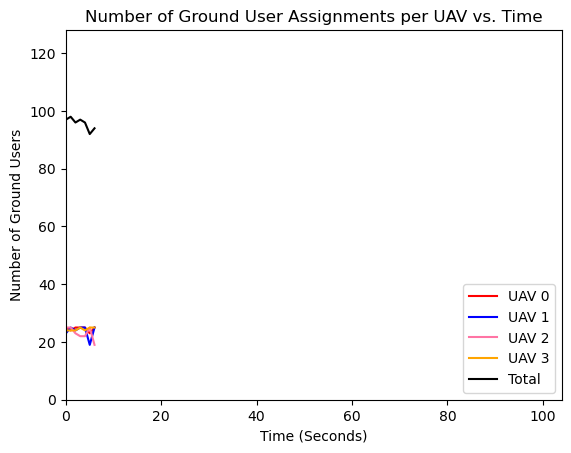 Number of Ground User Assignments per UAV vs. Time
120
100
80
60
40
20
0
Number of Ground Users
UAV 0
UAV 1
UAV 2
UAV 3
Total
0 20 40 60 80 100
Time (Seconds)